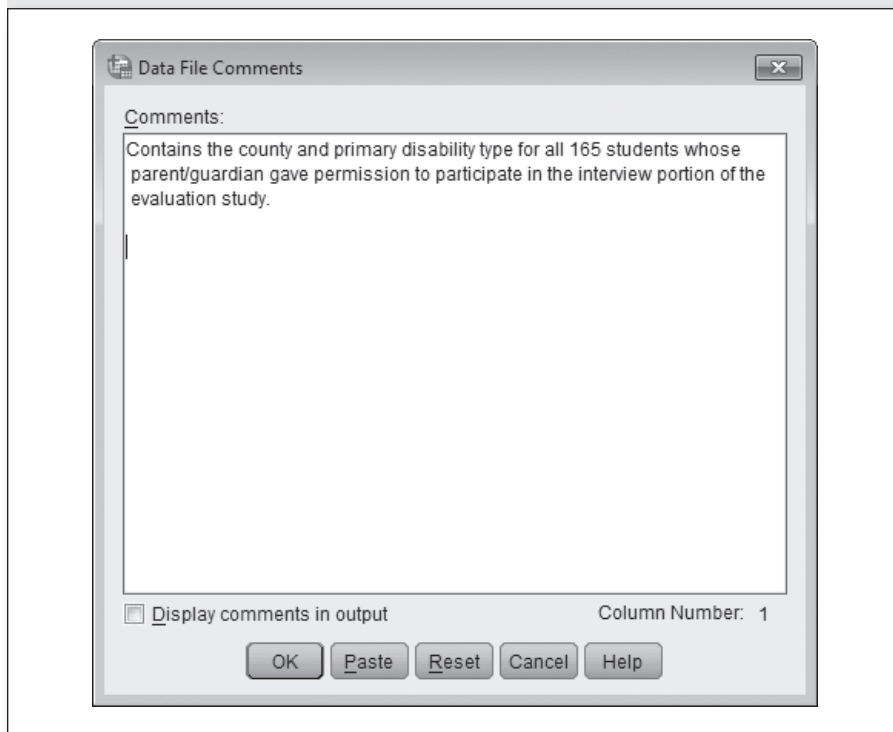 Data File Comments
Comments:
Contains the county and primary disability type for all 165 students whose
parent/guardian gave permission to participate in the interview portion of the
evaluation study.
Display comments in output
Column Number: 1
OK
Paste
Reset
Cancel
Help